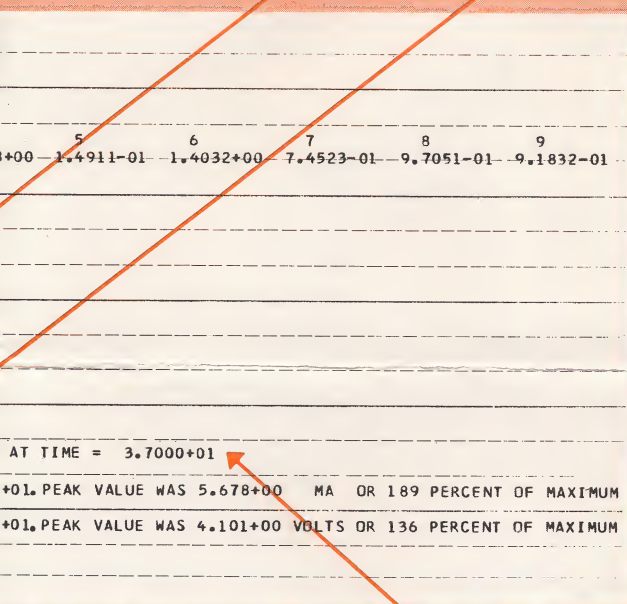 5 6 7 8 9
+00 1.4911-01 1.4032+00 7.4523-01 9.7051-01 9.1832-01
AT TIME = 3.7000+01
+01. PEAK VALUE WAS 5.678+00 MA OR 189 PERCENT OF MAXIMUM
+01. PEAK VALUE WAS 4.101+00 VOLTS OR 136 PERCENT OF MAXIMUM